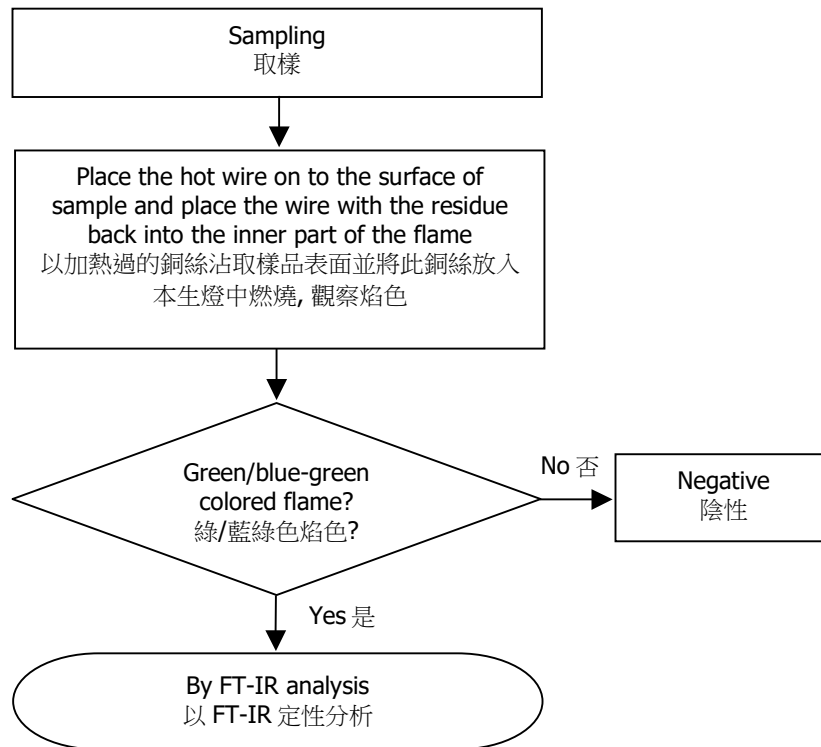 Sampling
取樣
Place the hot wire on to the surface of
sample and place the wire with the residue
back into the inner part of the flame
以加熱過的銅絲沾取樣品表面並將此銅絲放入
本生燈中燃燒, 觀察焰色
Green/blue-green
colored flame?
綠/藍綠色焰色?
No 否
Negative
陰性
Yes 是
By FT-IR analysis
以 FT-IR 定性分析